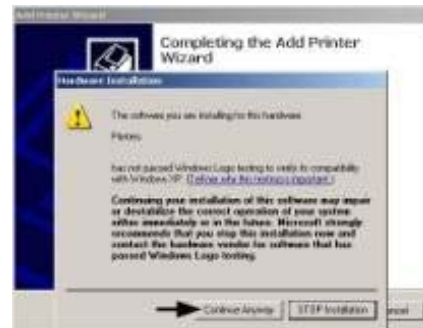 Add Printer Wizard
Completing the Add Printer
Wizard
Hardware Installation
The software you are installing for this hardware:
Printers
has not passed Windows Logo testing to verify its compatibility
with Windows XP. (Tell me why this testing is important.)
Continuing your installation of this software may impair
or destabilize the correct operation of your system
either immediately or in the future. Microsoft strongly
recommends that you stop this installation now and
contact the hardware vendor for software that has
passed Windows Logo testing.
Continue Anyway
STOP Installation